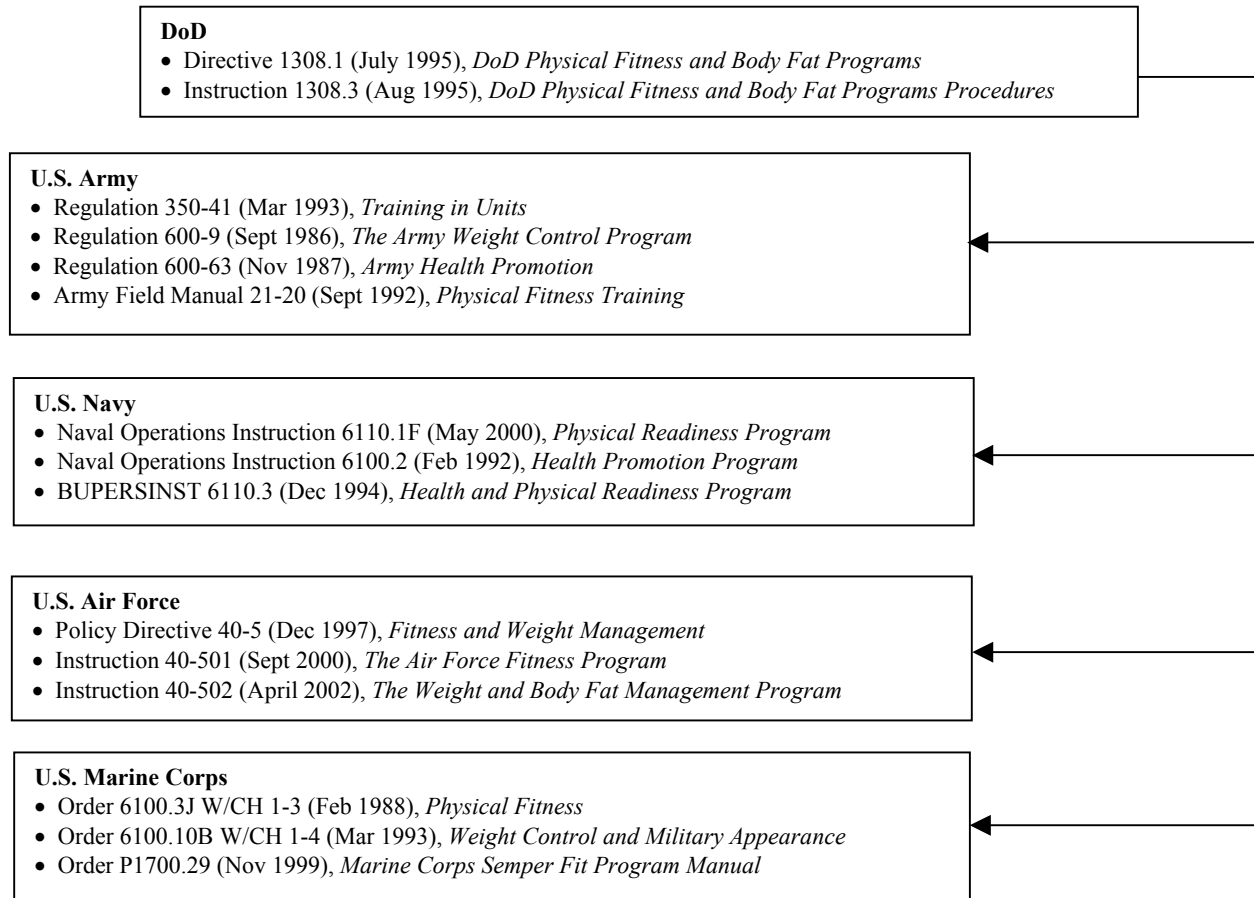 DoD
• Directive 1308.1 (July 1995), DoD Physical Fitness and Body Fat Programs
• Instruction 1308.3 (Aug 1995), DoD Physical Fitness and Body Fat Programs Procedures
U.S. Army
• Regulation 350-41 (Mar 1993), Training in Units
• Regulation 600-9 (Sept 1986), The Army Weight Control Program
• Regulation 600-63 (Nov 1987), Army Health Promotion
• Army Field Manual 21-20 (Sept 1992), Physical Fitness Training
U.S. Navy
• Naval Operations Instruction 6110.1F (May 2000), Physical Readiness Program
• Naval Operations Instruction 6100.2 (Feb 1992), Health Promotion Program
• BUPERSINST 6110.3 (Dec 1994), Health and Physical Readiness Program
U.S. Air Force
• Policy Directive 40-5 (Dec 1997), Fitness and Weight Management
• Instruction 40-501 (Sept 2000), The Air Force Fitness Program
• Instruction 40-502 (April 2002), The Weight and Body Fat Management Program
U.S. Marine Corps
• Order 6100.3J W/CH 1-3 (Feb 1988), Physical Fitness
• Order 6100.10B W/CH 1-4 (Mar 1993), Weight Control and Military Appearance
• Order P1700.29 (Nov 1999), Marine Corps Semper Fit Program Manual